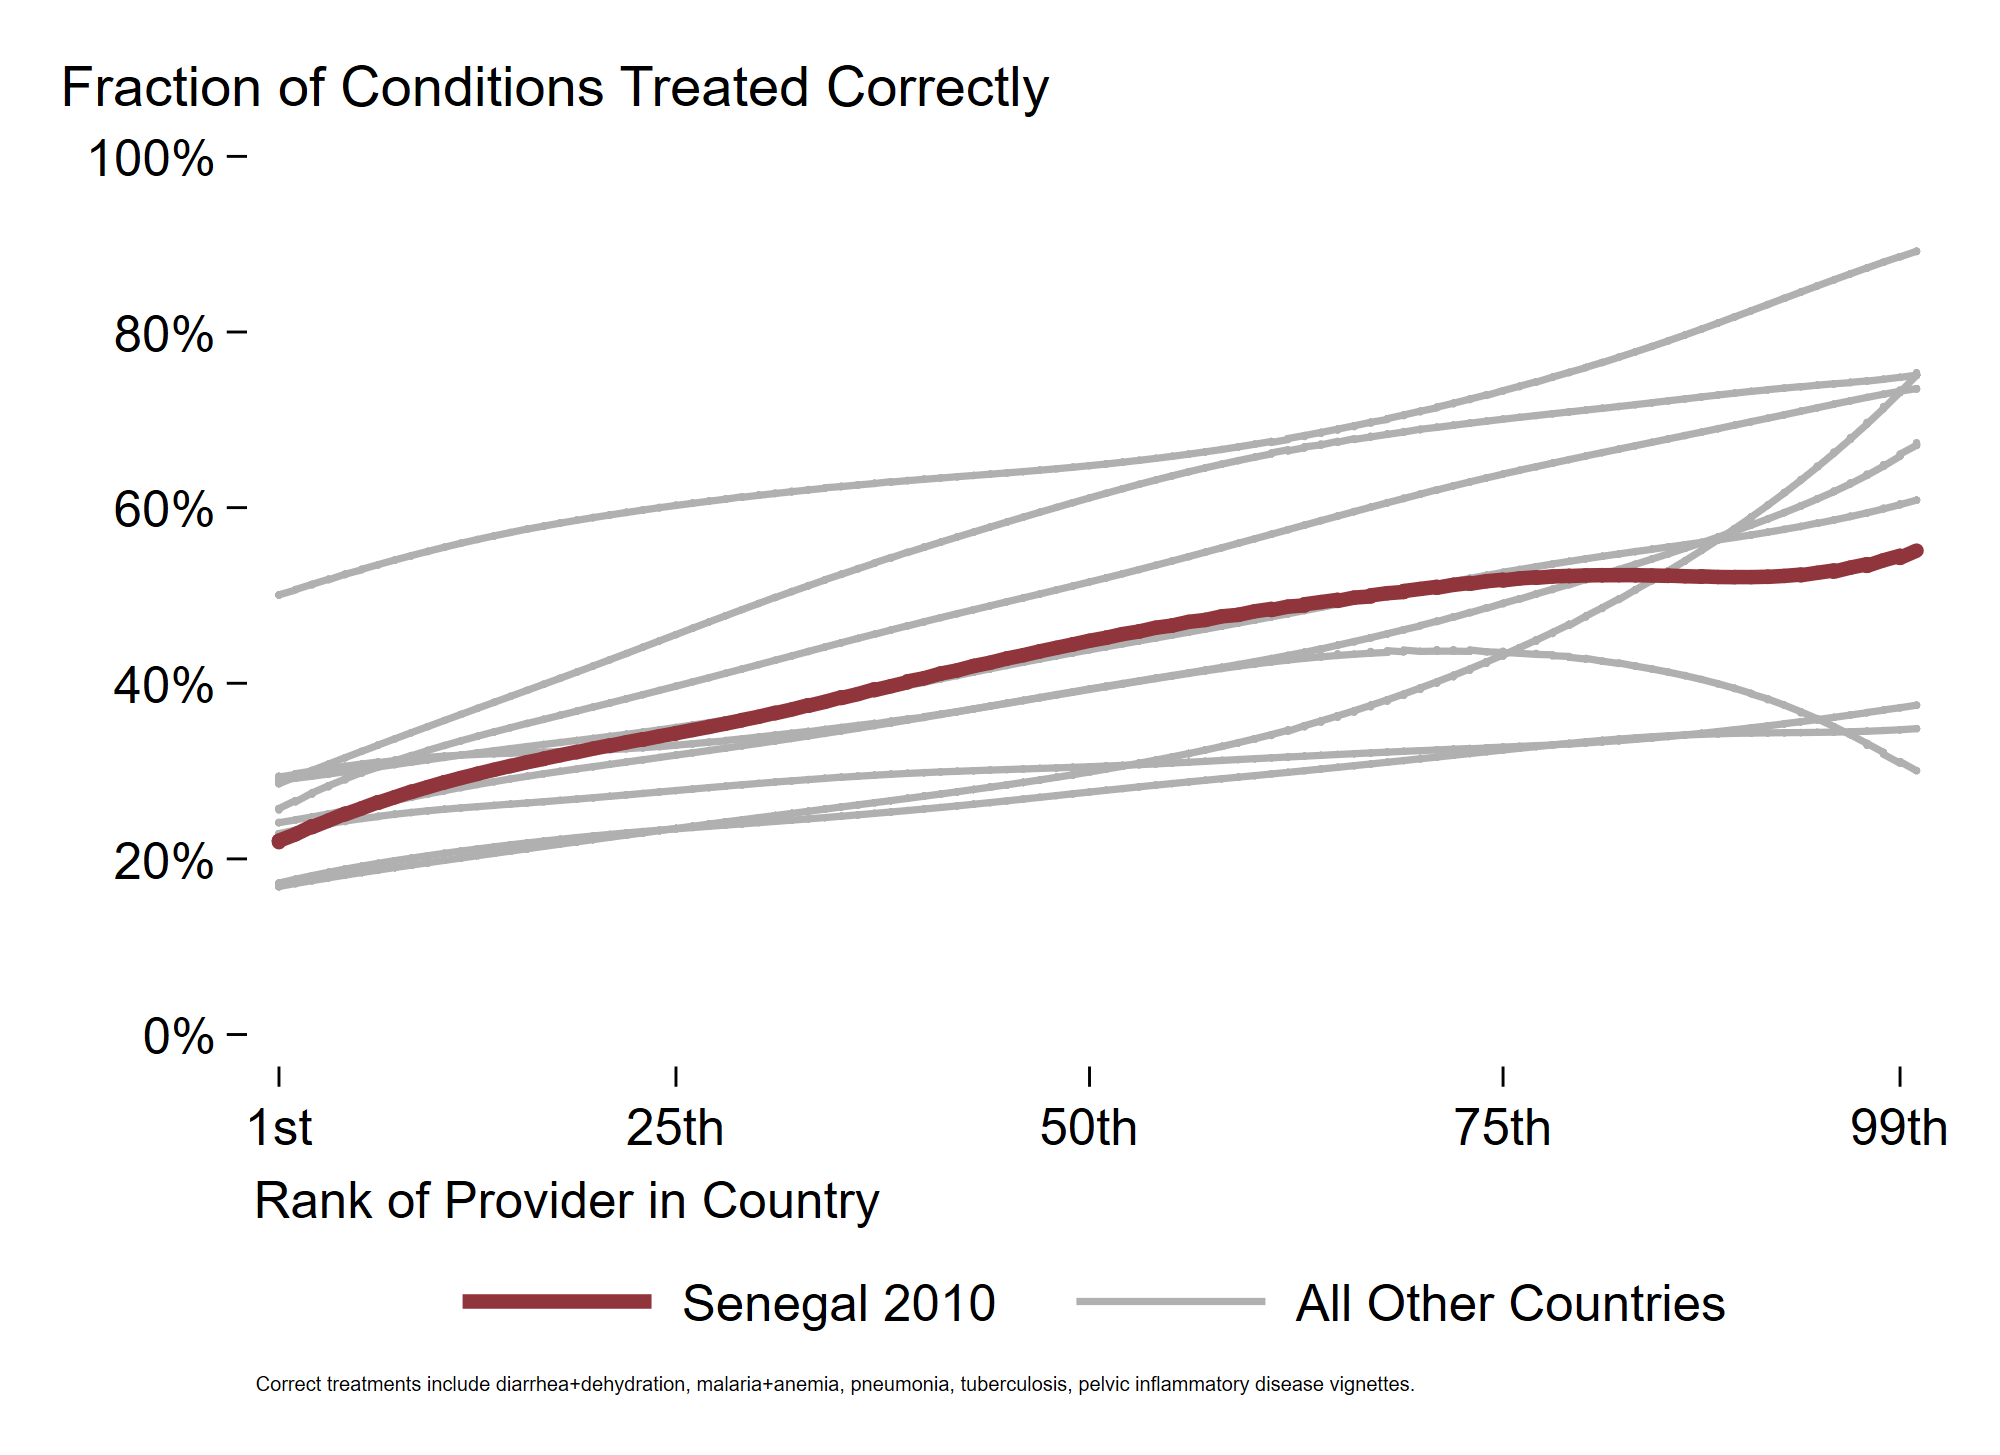 Fraction of Conditions Treated Correctly
100%
80%
60%
40%
20%
0%
1st 25th 50th 75th 99th
Rank of Provider in Country
Senegal 2010 All Other Countries
Correct treatments include diarrhea+dehydration, malaria+anemia, pneumonia, tuberculosis, pelvic inflammatory disease vignettes.